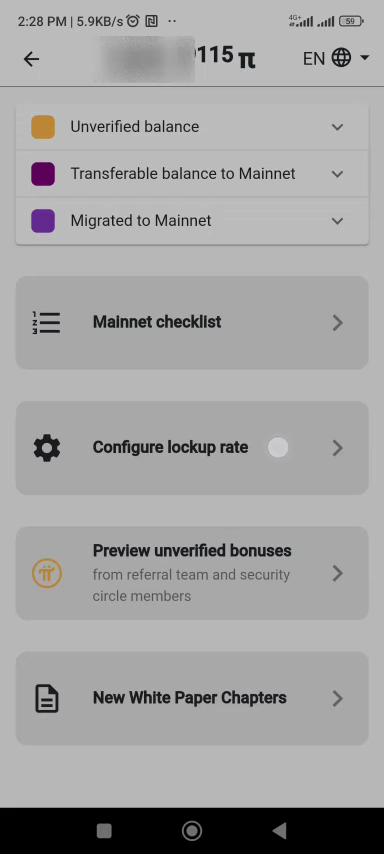 2:28 PM | 5.9KB/s
4G+
59
115 π
EN
Unverified balance
Transferable balance to Mainnet
Migrated to Mainnet
Mainnet checklist
Configure lockup rate
Preview unverified bonuses
from referral team and security
circle members
New White Paper Chapters